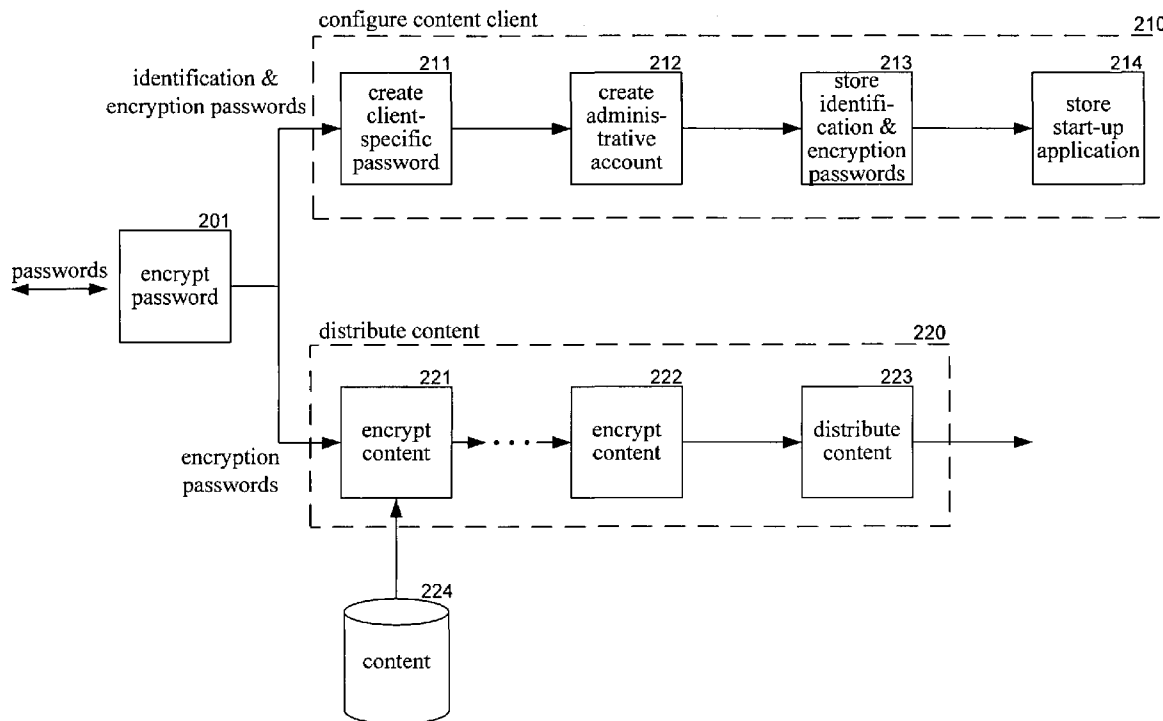 configure content client
210
identification &
encryption passwords
211
create
client-
specific
password
212
create
adminis-
trative
account
213
store
identifi-
cation &
encryption
passwords
214
store
start-up
application
passwords
201
encrypt
password
distribute content
220
encryption
passwords
221
encrypt
content
• • •
222
encrypt
content
223
distribute
content
224
content